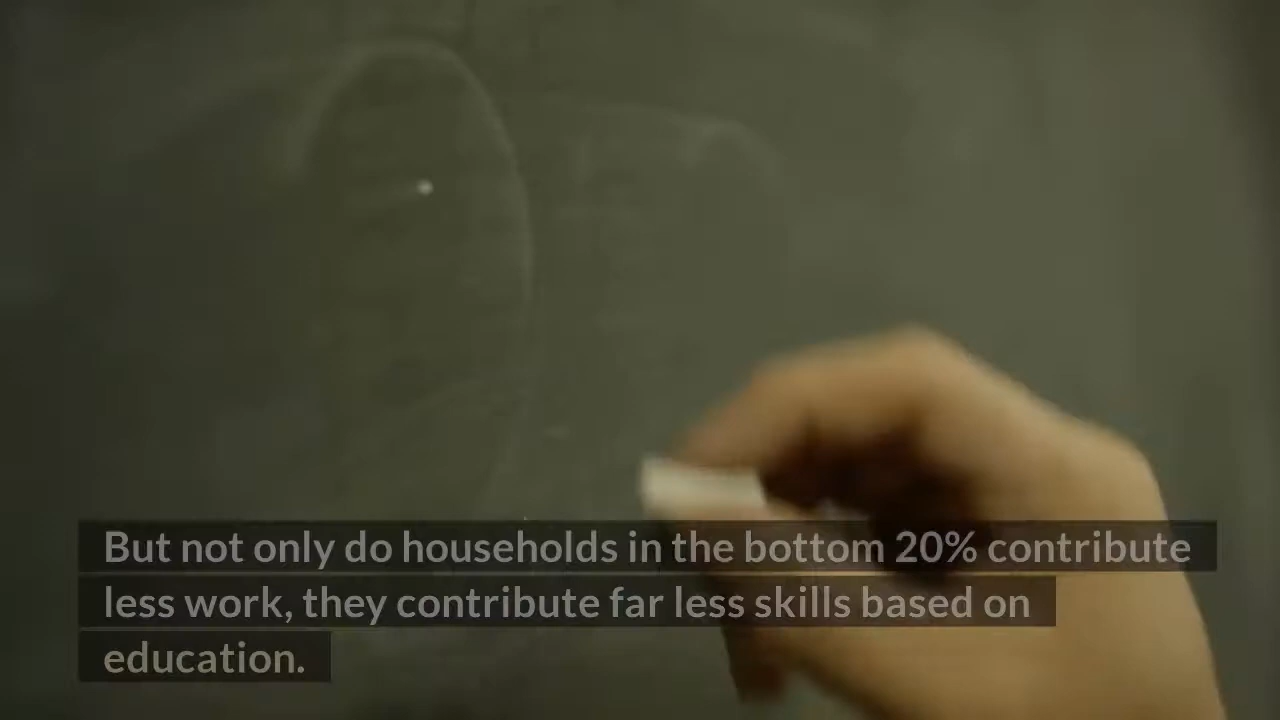 But not only do households in the bottom 20% contribute
less work, they contribute far less skills based on
education.